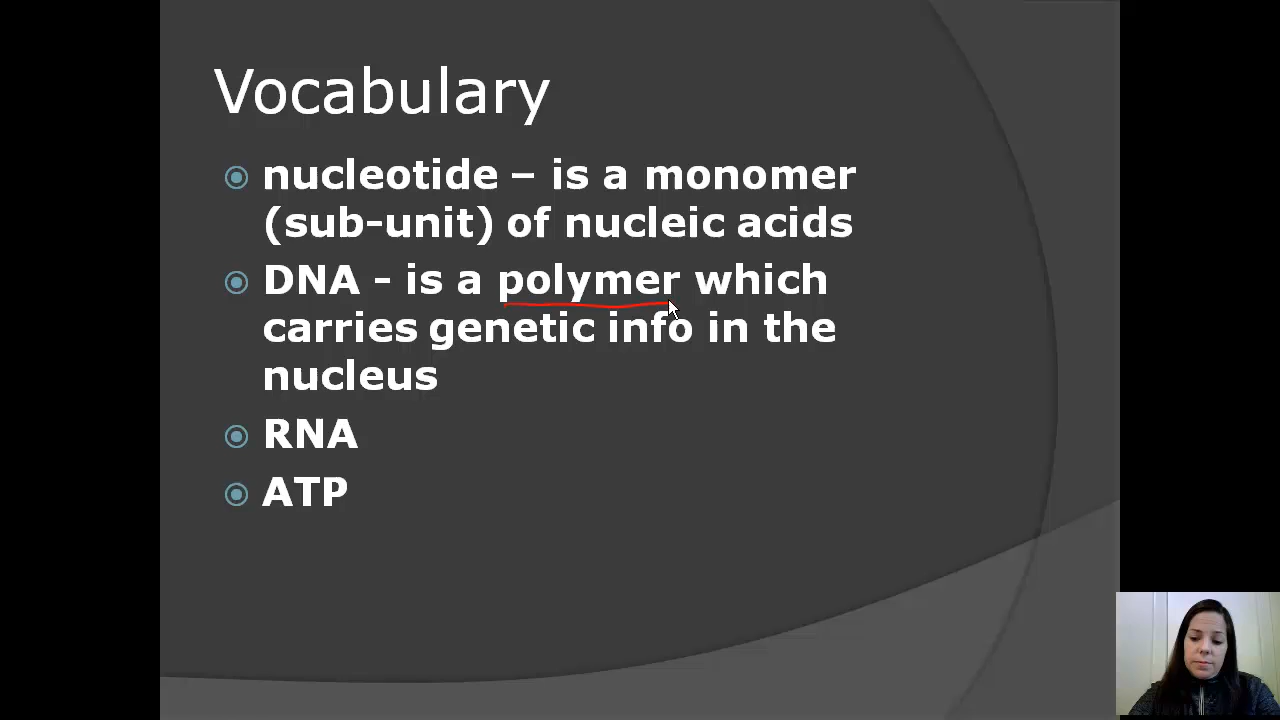 Vocabulary
nucleotide – is a monomer
(sub-unit) of nucleic acids
DNA - is a polymer which
carries genetic info in the
nucleus
RNA
ATP